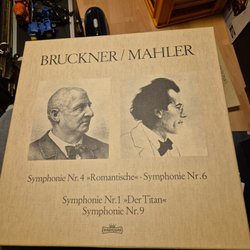 BRUCKNER / MAHLER
Symphonie Nr. 4 »Romantische« - Symphonie Nr. 6
Symphonie Nr. 1 »Der Titan«
Symphonie Nr. 9